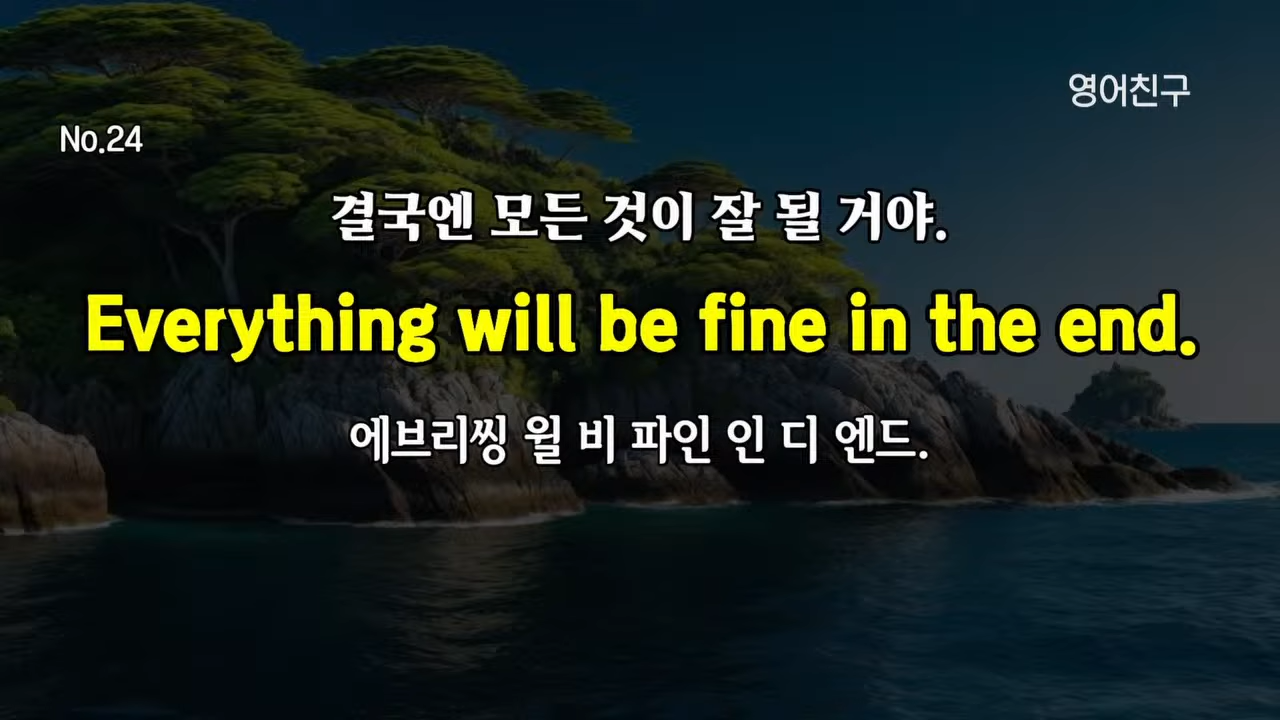 영어친구
No.24
결국엔 모든 것이 잘 될 거야.
Everything will be fine in the end.
에브리씽 윌 비 파인 인 디 엔드.